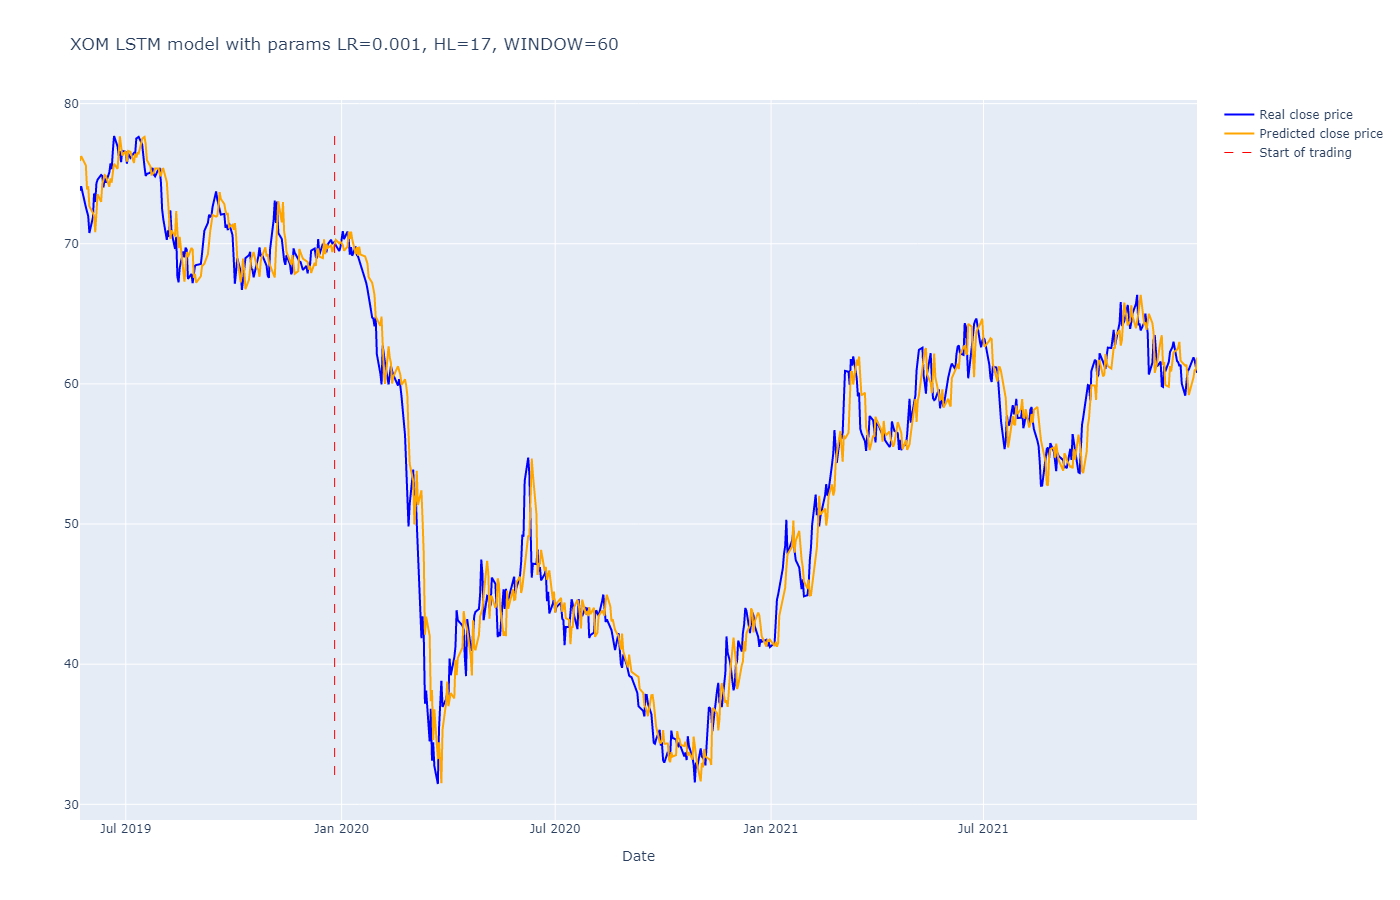 XOM LSTM model with params LR=0.001, HL=17, WINDOW=60
80
70
60
50
40
30
Jul 2019
Jan 2020
Jul 2020
Jan 2021
Jul 2021
Date
Real close price
Predicted close price
Start of trading